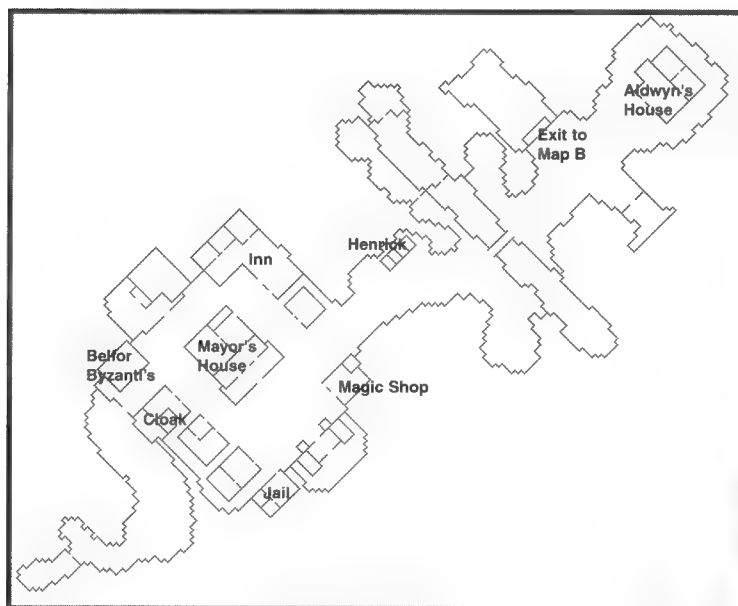 Aldwyn's
House
Exit to
Map B
Henrick
Inn
Mayor's
House
Belfor
Byzanti's
Magic Shop
Cloak
Jail